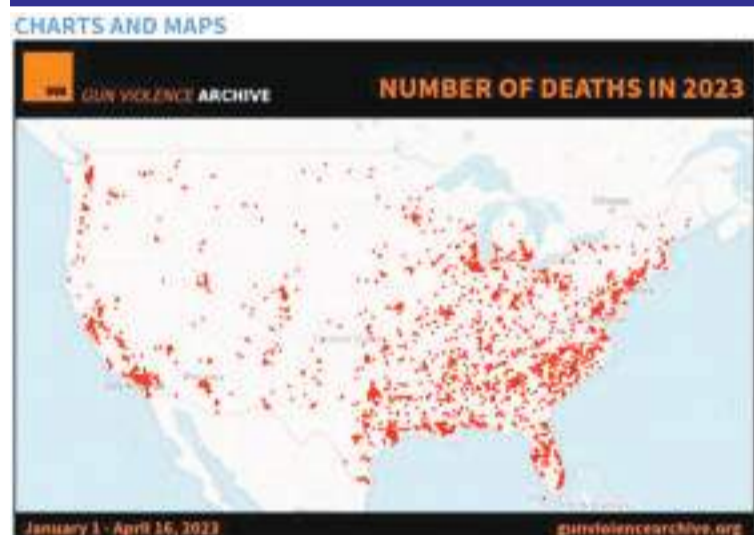 CHARTS AND MAPS
GUN VIOLENCE ARCHIVE
NUMBER OF DEATHS IN 2023
January 1 - April 16, 2023
gunviolencearchive.org